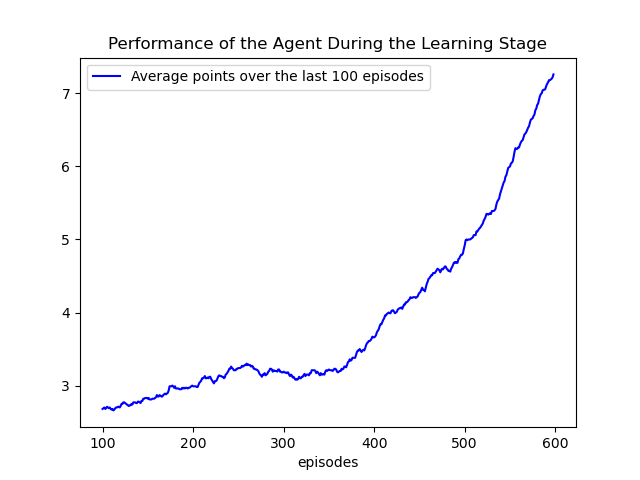 Performance of the Agent During the Learning Stage
Average points over the last 100 episodes
7
6
5
4
3
100 200 300 400 500 600
episodes